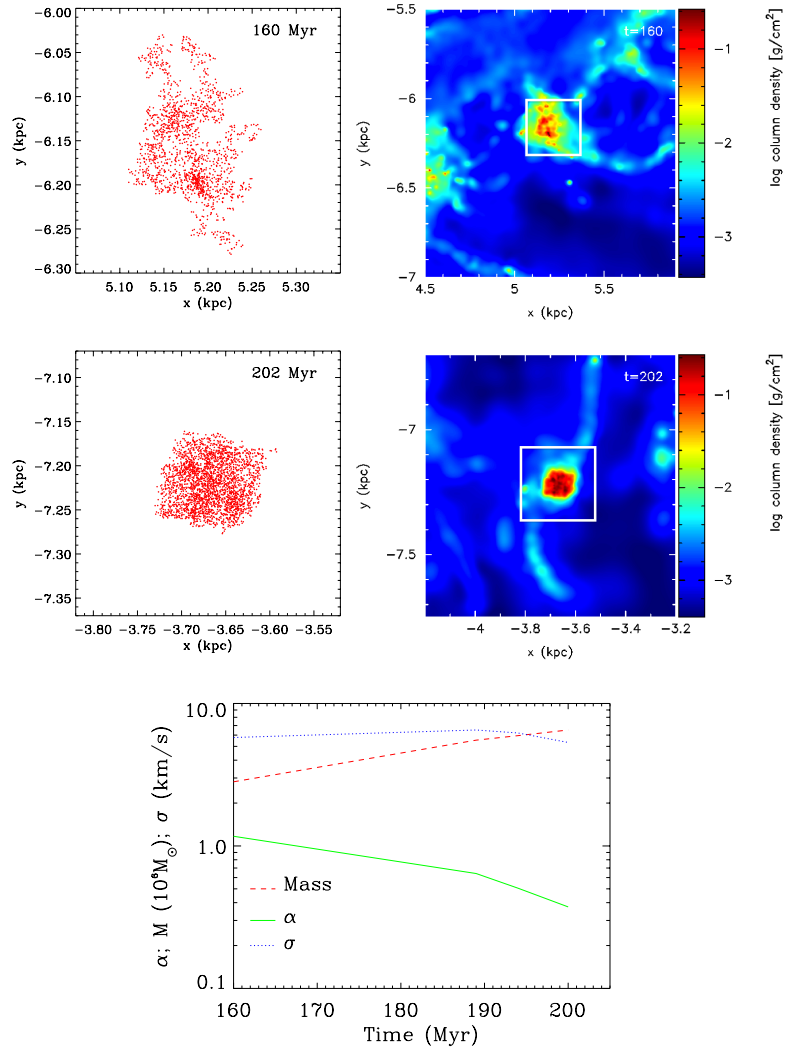 160 Myr
−6.00
−6.05
−6.10
−6.15
−6.20
−6.25
−6.30
y (kpc)
5.10 5.15 5.20 5.25 5.30
x (kpc)
t=160
−5.5
−6
−6.5
−7
y (kpc)
4.5 5 5.5
x (kpc)
−1
−2
−3
log column density [g/cm²]
202 Myr
−7.10
−7.15
−7.20
−7.25
−7.30
−7.35
y (kpc)
−3.80 −3.75 −3.70 −3.65 −3.60 −3.55
x (kpc)
t=202
−7
−7.5
y (kpc)
−4 −3.8 −3.6 −3.4 −3.2
x (kpc)
−1
−2
−3
log column density [g/cm²]
10.0
1.0
0.1
α; M (10⁶M☉); σ (km/s)
Mass
α
σ
160 170 180 190 200
Time (Myr)